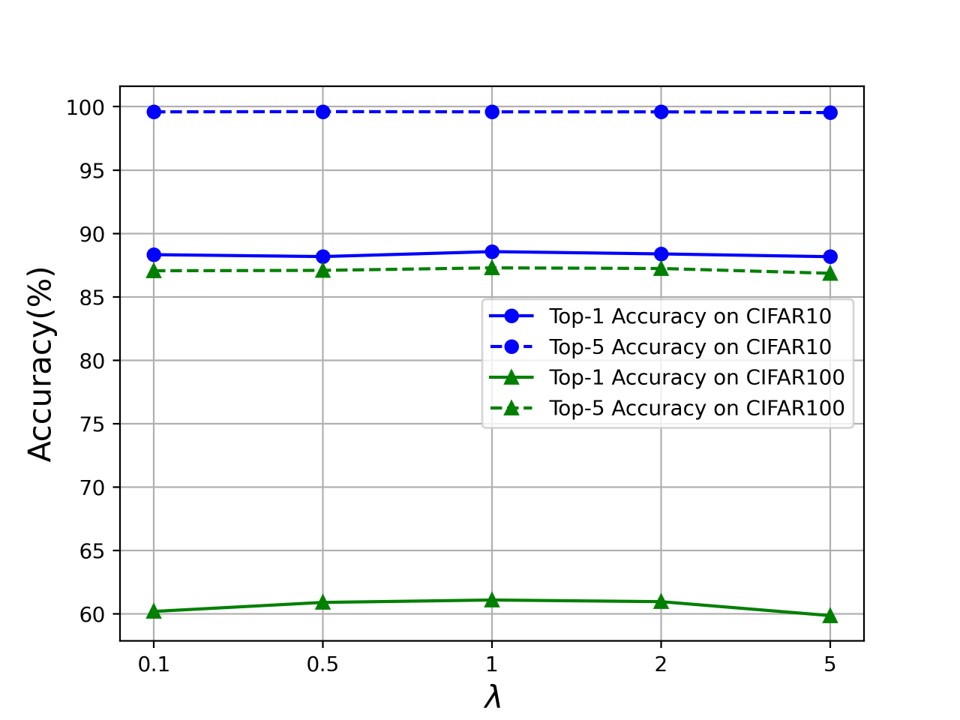 100
95
90
85
80
75
70
65
60
Accuracy(%)
Top-1 Accuracy on CIFAR10
Top-5 Accuracy on CIFAR10
Top-1 Accuracy on CIFAR100
Top-5 Accuracy on CIFAR100
0.1 0.5 1 2 5
λ